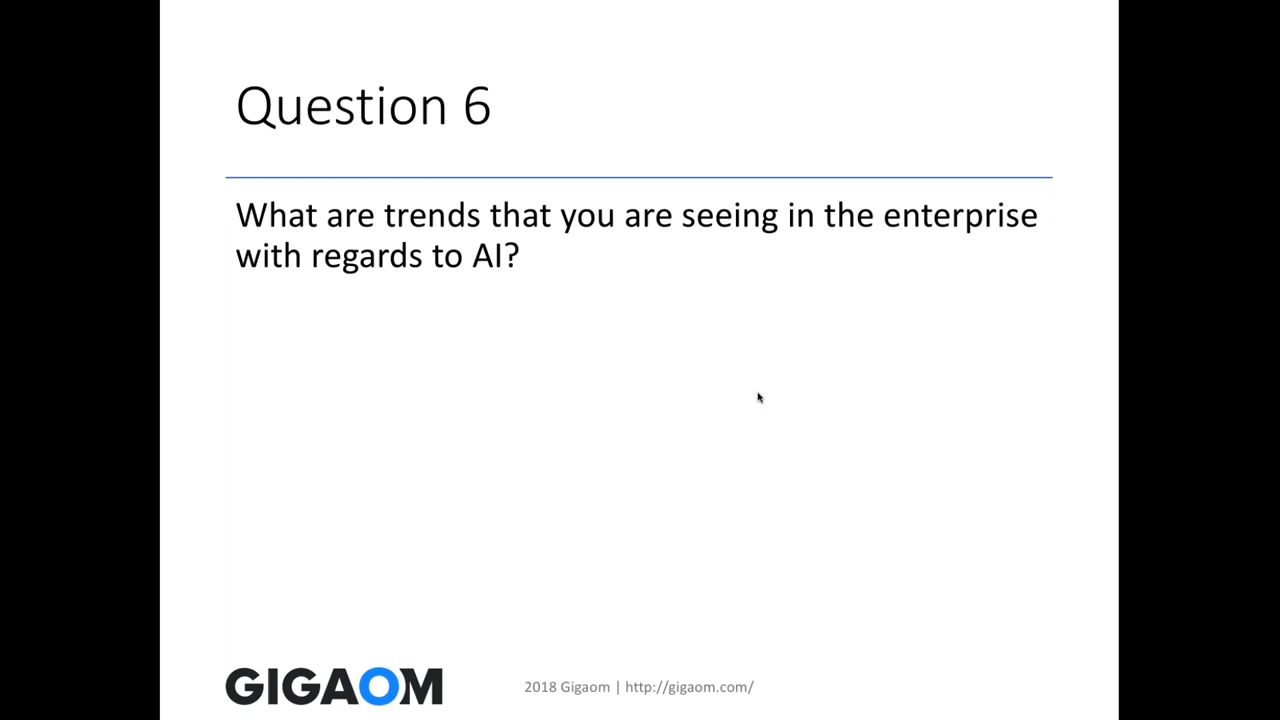 Question 6
What are trends that you are seeing in the enterprise
with regards to AI?
GIGAOM
2018 Gigaom | http://gigaom.com/